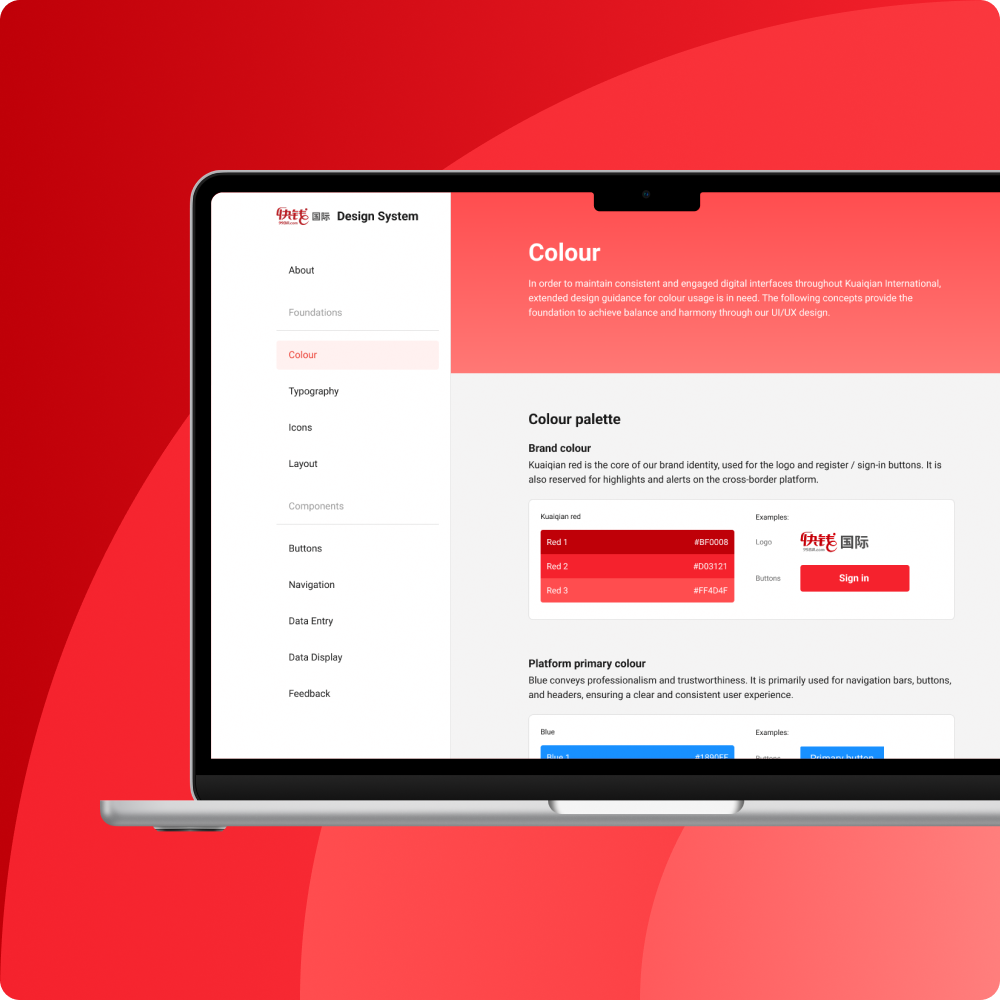 快钱 国际 Design System
About
Foundations
Colour
Typography
Icons
Layout
Components
Buttons
Navigation
Data Entry
Data Display
Feedback
Colour
In order to maintain consistent and engaged digital interfaces throughout Kuaiqian International,
extended design guidance for colour usage is in need. The following concepts provide the
foundation to achieve balance and harmony through our UI/UX design.
Colour palette
Brand colour
Kuaiqian red is the core of our brand identity, used for the logo and register / sign-in buttons. It is
also reserved for highlights and alerts on the cross-border platform.
Kuaiqian red
Red 1 #BF0008
Red 2 #D03121
Red 3 #FF4D4F
Examples:
Logo 快钱 国际
99bill.com
Buttons Sign in
Platform primary colour
Blue conveys professionalism and trustworthiness. It is primarily used for navigation bars, buttons,
and headers, ensuring a clear and consistent user experience.
Blue
Blue 1 #1890FF
Examples:
Buttons Primary button